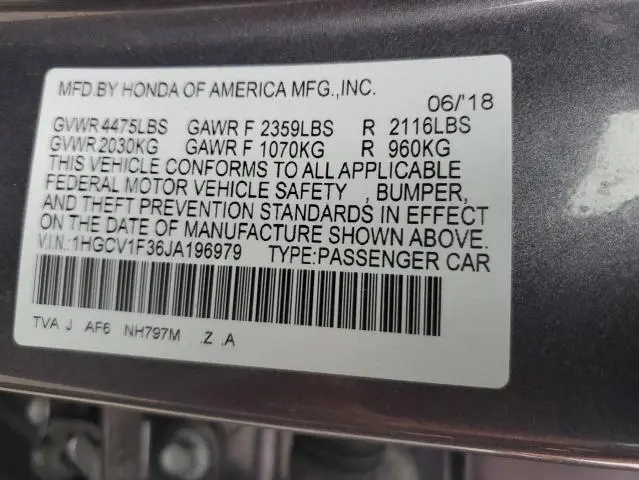 MFD.BY HONDA OF AMERICA MFG.,INC.
06/'18
GVWR 4475LBS GAWR F 2359LBS R 2116LBS
GVWR 2030KG GAWR F 1070KG R 960KG
THIS VEHICLE CONFORMS TO ALL APPLICABLE
FEDERAL MOTOR VEHICLE SAFETY , BUMPER,
AND THEFT PREVENTION STANDARDS IN EFFECT
ON THE DATE OF MANUFACTURE SHOWN ABOVE.
V.I.N.:1HGCV1F36JA196979 TYPE:PASSENGER CAR
TVA J AF6 NH797M .Z .A